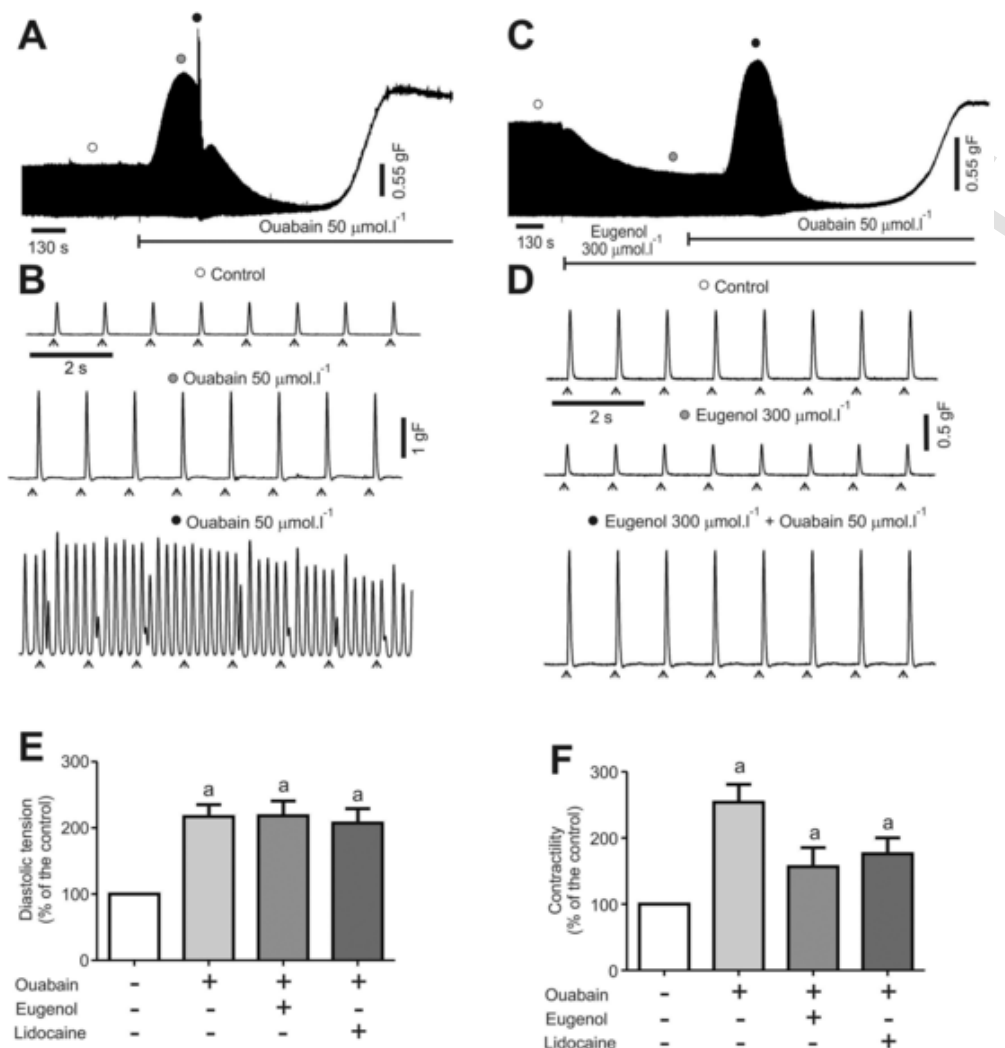 A
0.55 gF
130 s
Ouabain 50 μmol.l⁻¹
B
Control
2 s
Ouabain 50 μmol.l⁻¹
1 gF
Ouabain 50 μmol.l⁻¹
C
0.55 gF
130 s
Eugenol
300 μmol.l⁻¹
Ouabain 50 μmol.l⁻¹
D
Control
2 s
Eugenol 300 μmol.l⁻¹
0.5 gF
Eugenol 300 μmol.l⁻¹ + Ouabain 50 μmol.l⁻¹
E
Diastolic tension
(% of the control)
300
200
100
0
a a a
Ouabain - + + +
Eugenol - - + -
Lidocaine - - - +
F
Contractility
(% of the control)
300
200
100
0
a a a
Ouabain - + + +
Eugenol - - + -
Lidocaine - - - +